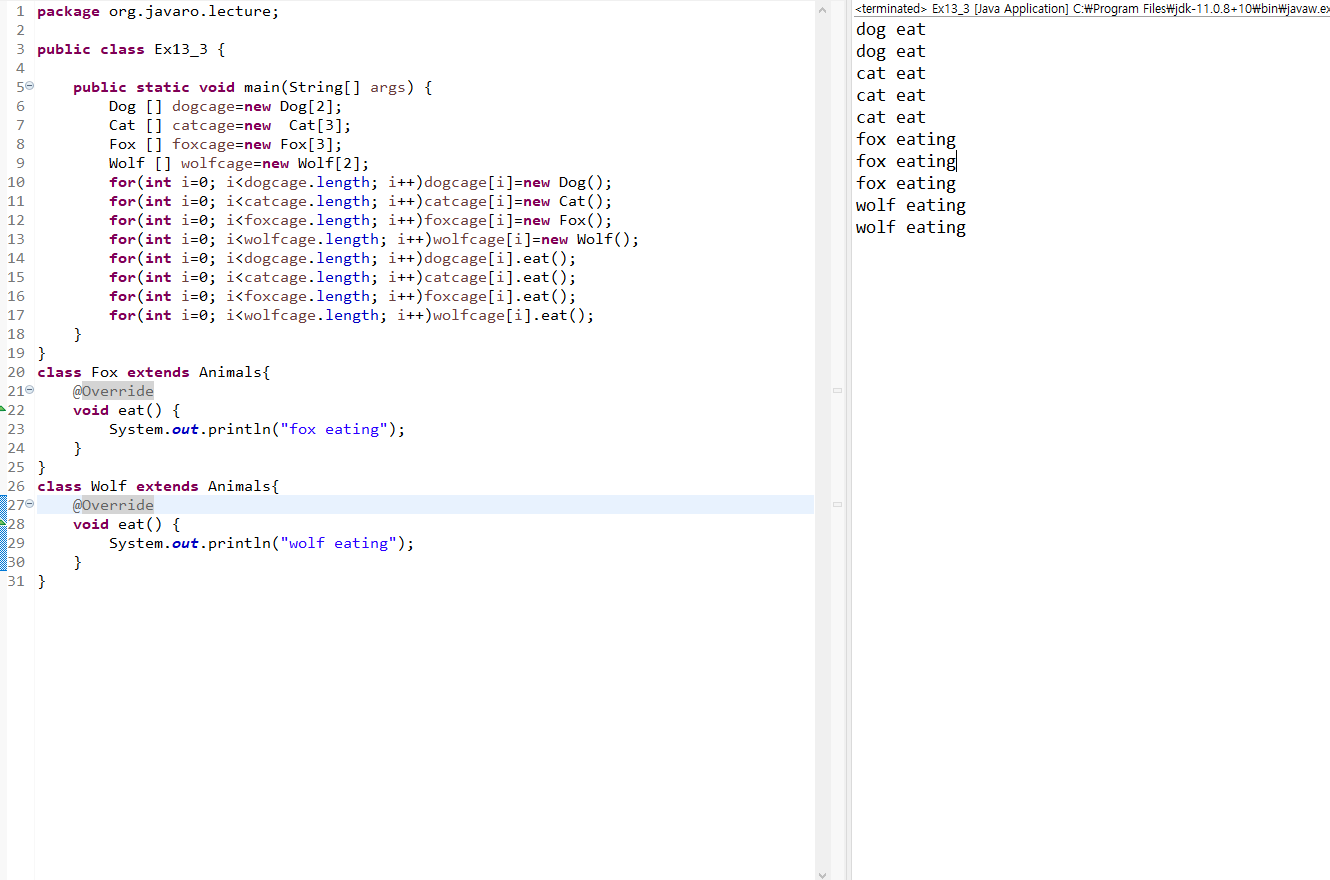 1 package org.javaro.lecture;
2
3 public class Ex13_3 {
4
5     public static void main(String[] args) {
6         Dog [] dogcage=new Dog[2];
7         Cat [] catcage=new  Cat[3];
8         Fox [] foxcage=new Fox[3];
9         Wolf [] wolfcage=new Wolf[2];
10         for(int i=0; i<dogcage.length; i++)dogcage[i]=new Dog();
11         for(int i=0; i<catcage.length; i++)catcage[i]=new Cat();
12         for(int i=0; i<foxcage.length; i++)foxcage[i]=new Fox();
13         for(int i=0; i<wolfcage.length; i++)wolfcage[i]=new Wolf();
14         for(int i=0; i<dogcage.length; i++)dogcage[i].eat();
15         for(int i=0; i<catcage.length; i++)catcage[i].eat();
16         for(int i=0; i<foxcage.length; i++)foxcage[i].eat();
17         for(int i=0; i<wolfcage.length; i++)wolfcage[i].eat();
18     }
19 }
20 class Fox extends Animals{
21     @Override
22     void eat() {
23         System.out.println("fox eating");
24     }
25 }
26 class Wolf extends Animals{
27     @Override
28     void eat() {
29         System.out.println("wolf eating");
30     }
31 }
<terminated> Ex13_3 [Java Application] C:₩Program Files₩jdk-11.0.8+10₩bin₩javaw.ex
dog eat
dog eat
cat eat
cat eat
cat eat
fox eating
fox eating
fox eating
wolf eating
wolf eating